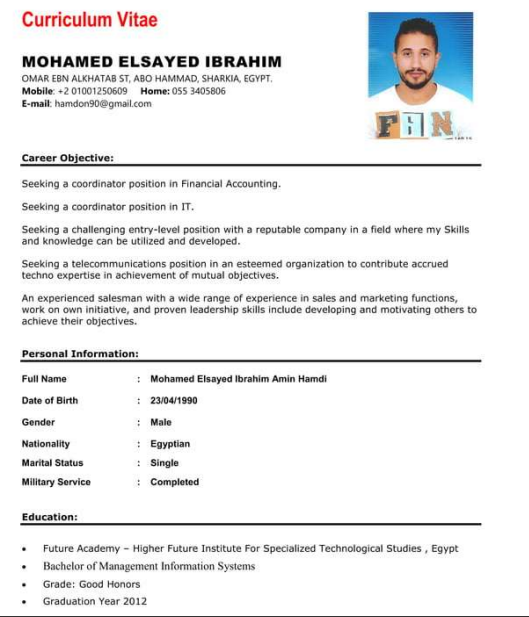 Curriculum Vitae
MOHAMED ELSAYED IBRAHIM
OMAR EBN ALKHATAB ST, ABO HAMMAD, SHARKIA, EGYPT.
Mobile: +2 01001250609 Home: 055 3405806
E-mail: hamdon90@gmail.com
FAN
Career Objective:
Seeking a coordinator position in Financial Accounting.
Seeking a coordinator position in IT.
Seeking a challenging entry-level position with a reputable company in a field where my Skills
and knowledge can be utilized and developed.
Seeking a telecommunications position in an esteemed organization to contribute accrued
techno expertise in achievement of mutual objectives.
An experienced salesman with a wide range of experience in sales and marketing functions,
work on own initiative, and proven leadership skills include developing and motivating others to
achieve their objectives.
Personal Information:
Full Name : Mohamed Elsayed Ibrahim Amin Hamdi
Date of Birth : 23/04/1990
Gender : Male
Nationality : Egyptian
Marital Status : Single
Military Service : Completed
Education:
• Future Academy – Higher Future Institute For Specialized Technological Studies , Egypt
• Bachelor of Management Information Systems
• Grade: Good Honors
• Graduation Year 2012